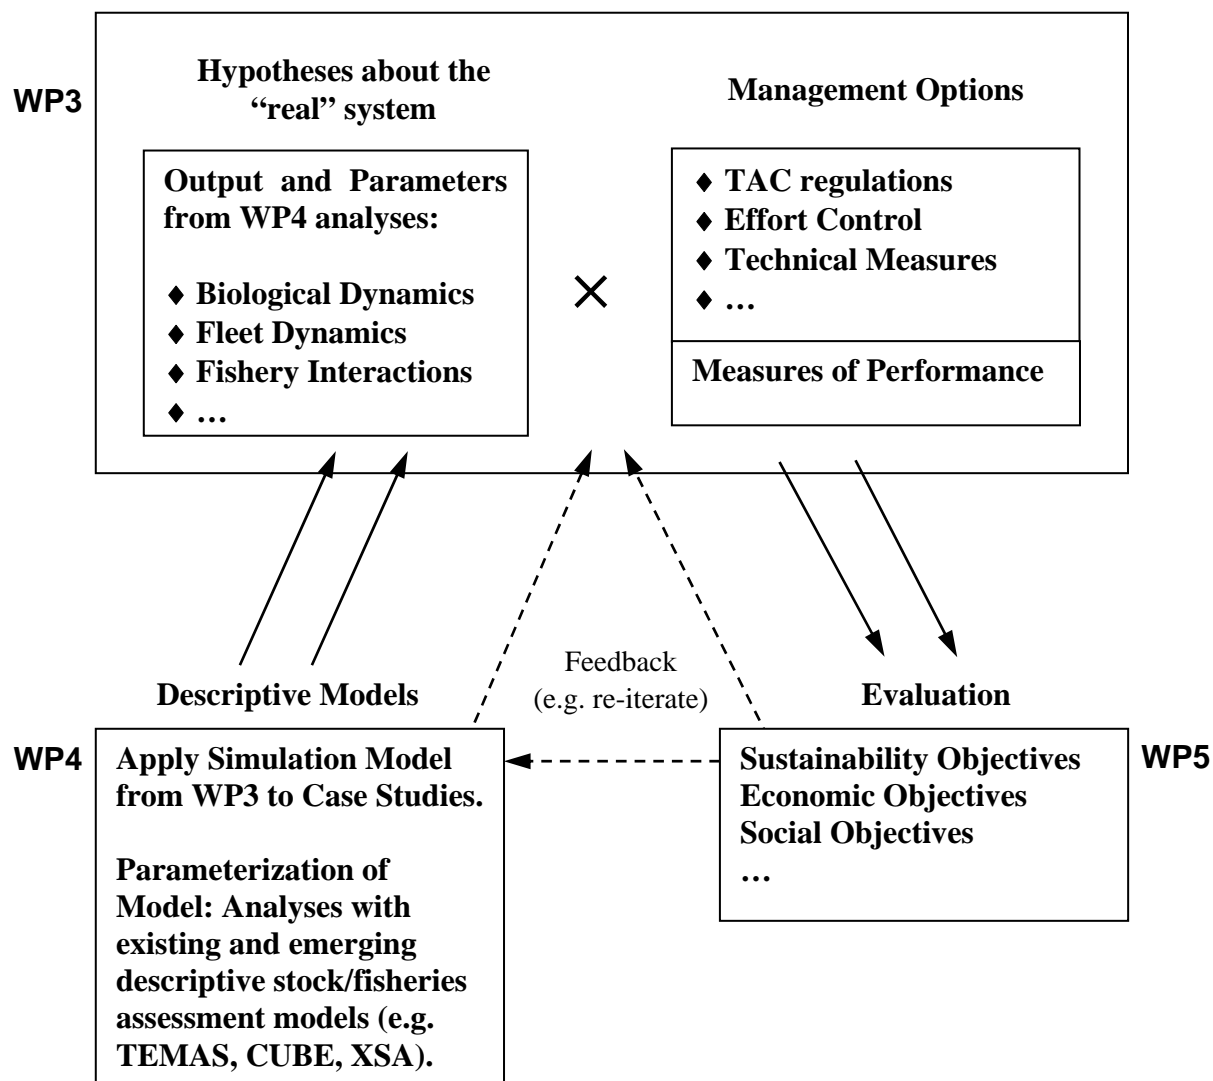 WP3
Hypotheses about the
“real” system
Output and Parameters
from WP4 analyses:
♦ Biological Dynamics
♦ Fleet Dynamics
♦ Fishery Interactions
♦ …
×
Management Options
♦ TAC regulations
♦ Effort Control
♦ Technical Measures
♦ …
Measures of Performance
Feedback
(e.g. re-iterate)
Descriptive Models
WP4
Apply Simulation Model
from WP3 to Case Studies.
Parameterization of
Model: Analyses with
existing and emerging
descriptive stock/fisheries
assessment models (e.g.
TEMAS, CUBE, XSA).
Evaluation
Sustainability Objectives
Economic Objectives
Social Objectives
…
WP5